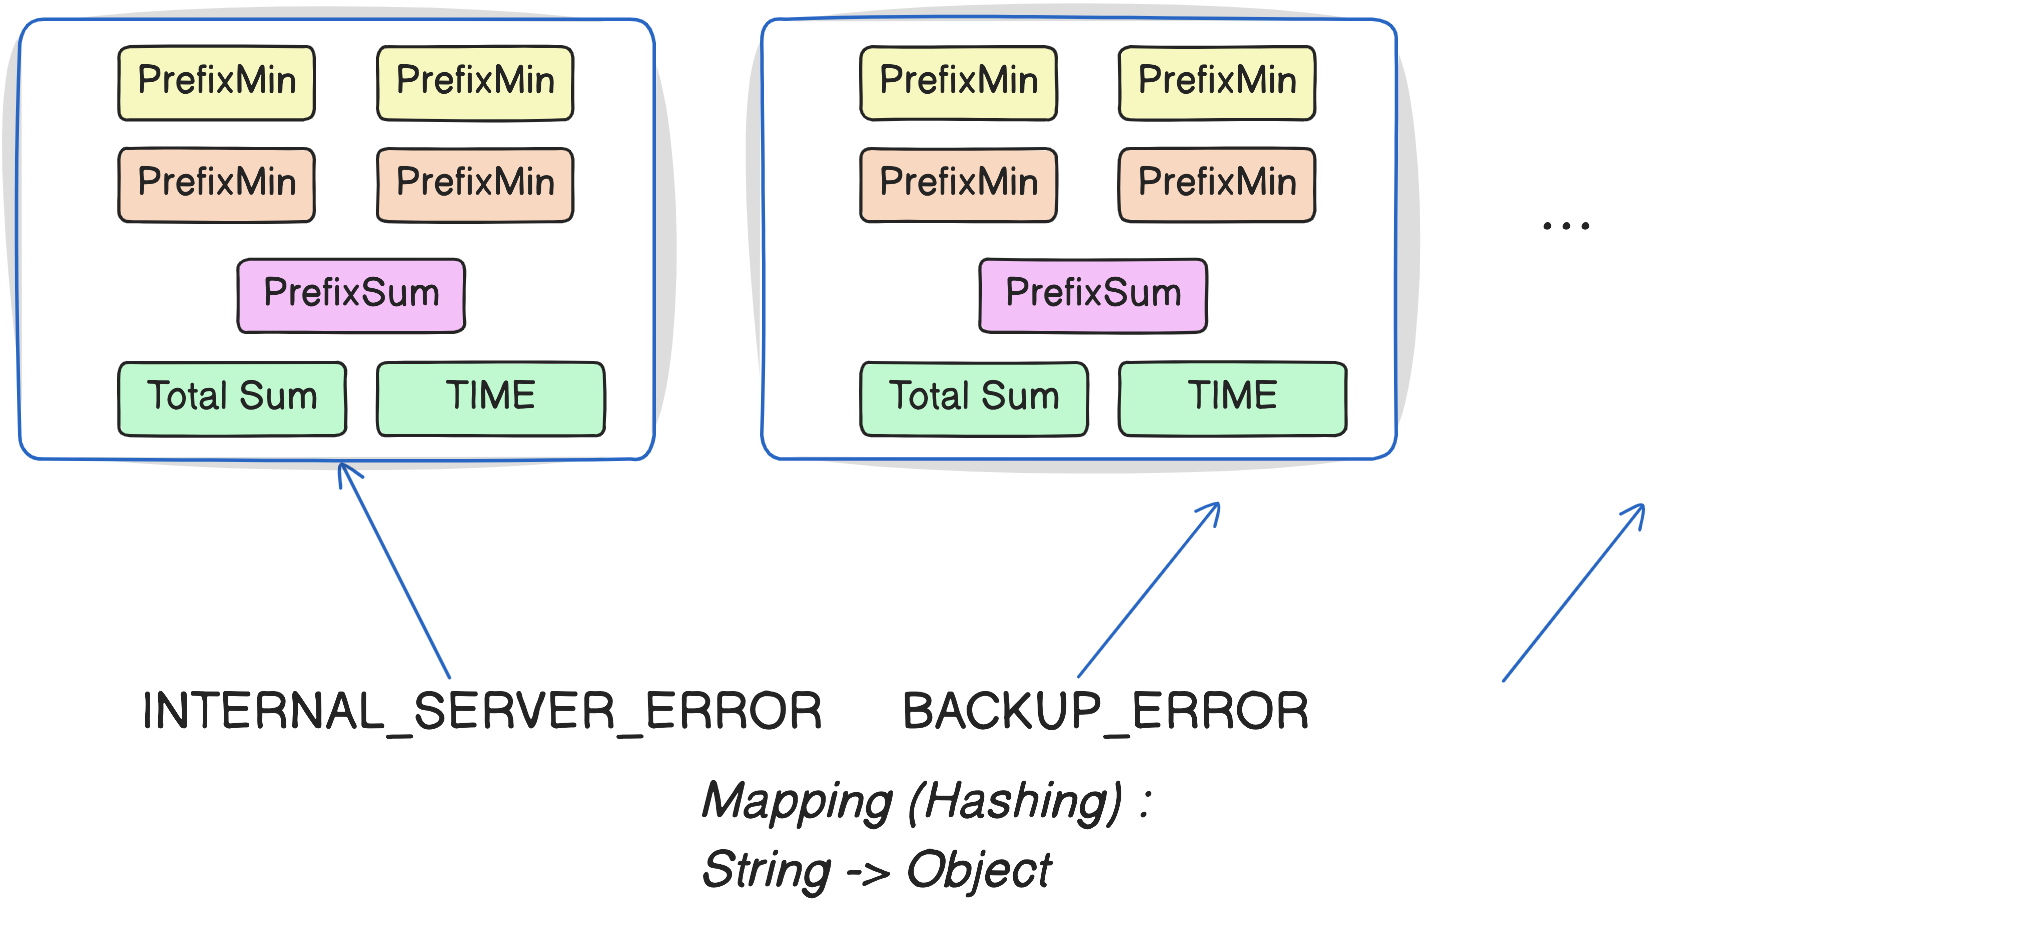 PrefixMin PrefixMin PrefixMin PrefixMin
PrefixMin PrefixMin PrefixMin PrefixMin
...
PrefixSum PrefixSum
Total Sum TIME Total Sum TIME
INTERNAL_SERVER_ERROR BACKUP_ERROR
Mapping (Hashing) :
String -> Object